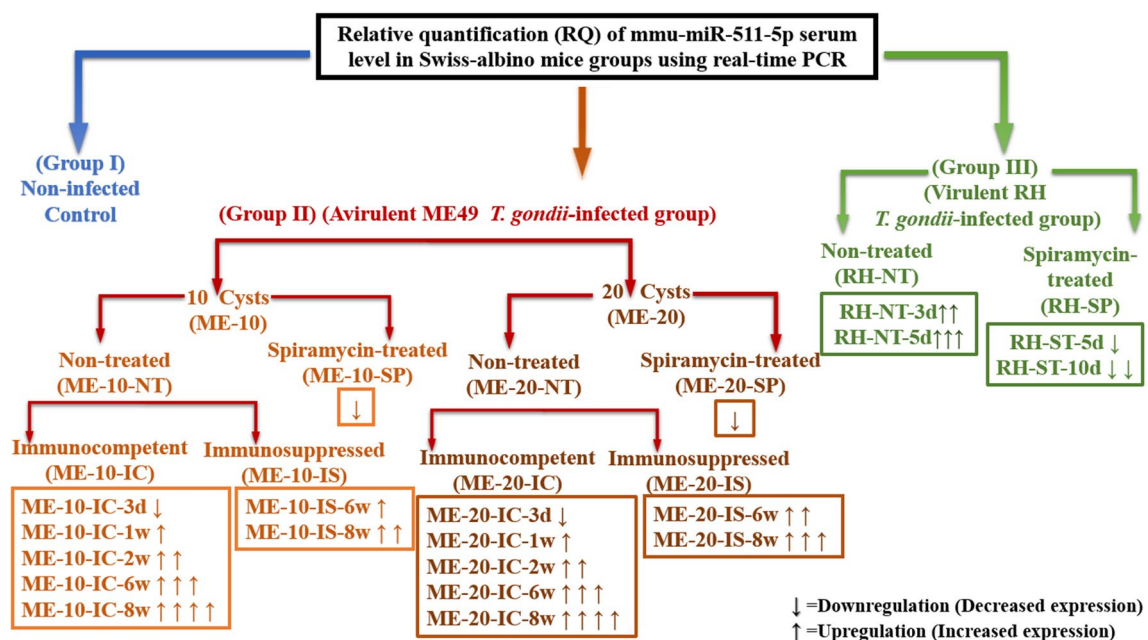 Relative quantification (RQ) of mmu-miR-511-5p serum
level in Swiss-albino mice groups using real-time PCR
(Group I)
Non-infected
Control
(Group II) (Avirulent ME49 T. gondii-infected group)
10 Cysts
(ME-10)
Non-treated
(ME-10-NT)
Spiramycin-treated
(ME-10-SP)
↓
Immunocompetent
(ME-10-IC)
ME-10-IC-3d ↓
ME-10-IC-1w ↑
ME-10-IC-2w ↑ ↑
ME-10-IC-6w ↑ ↑ ↑
ME-10-IC-8w ↑ ↑ ↑ ↑
Immunosuppressed
(ME-10-IS)
ME-10-IS-6w ↑
ME-10-IS-8w ↑ ↑
20 Cysts
(ME-20)
Non-treated
(ME-20-NT)
Spiramycin-treated
(ME-20-SP)
↓
Immunocompetent
(ME-20-IC)
ME-20-IC-3d ↓
ME-20-IC-1w ↑
ME-20-IC-2w ↑ ↑
ME-20-IC-6w ↑ ↑ ↑
ME-20-IC-8w ↑ ↑ ↑ ↑
Immunosuppressed
(ME-20-IS)
ME-20-IS-6w ↑ ↑
ME-20-IS-8w ↑ ↑ ↑
(Group III)
(Virulent RH
T. gondii-infected group)
Non-treated
(RH-NT)
RH-NT-3d↑↑
RH-NT-5d↑↑↑
Spiramycin-
treated
(RH-SP)
RH-ST-5d ↓
RH-ST-10d ↓ ↓
↓ =Downregulation (Decreased expression)
↑ =Upregulation (Increased expression)